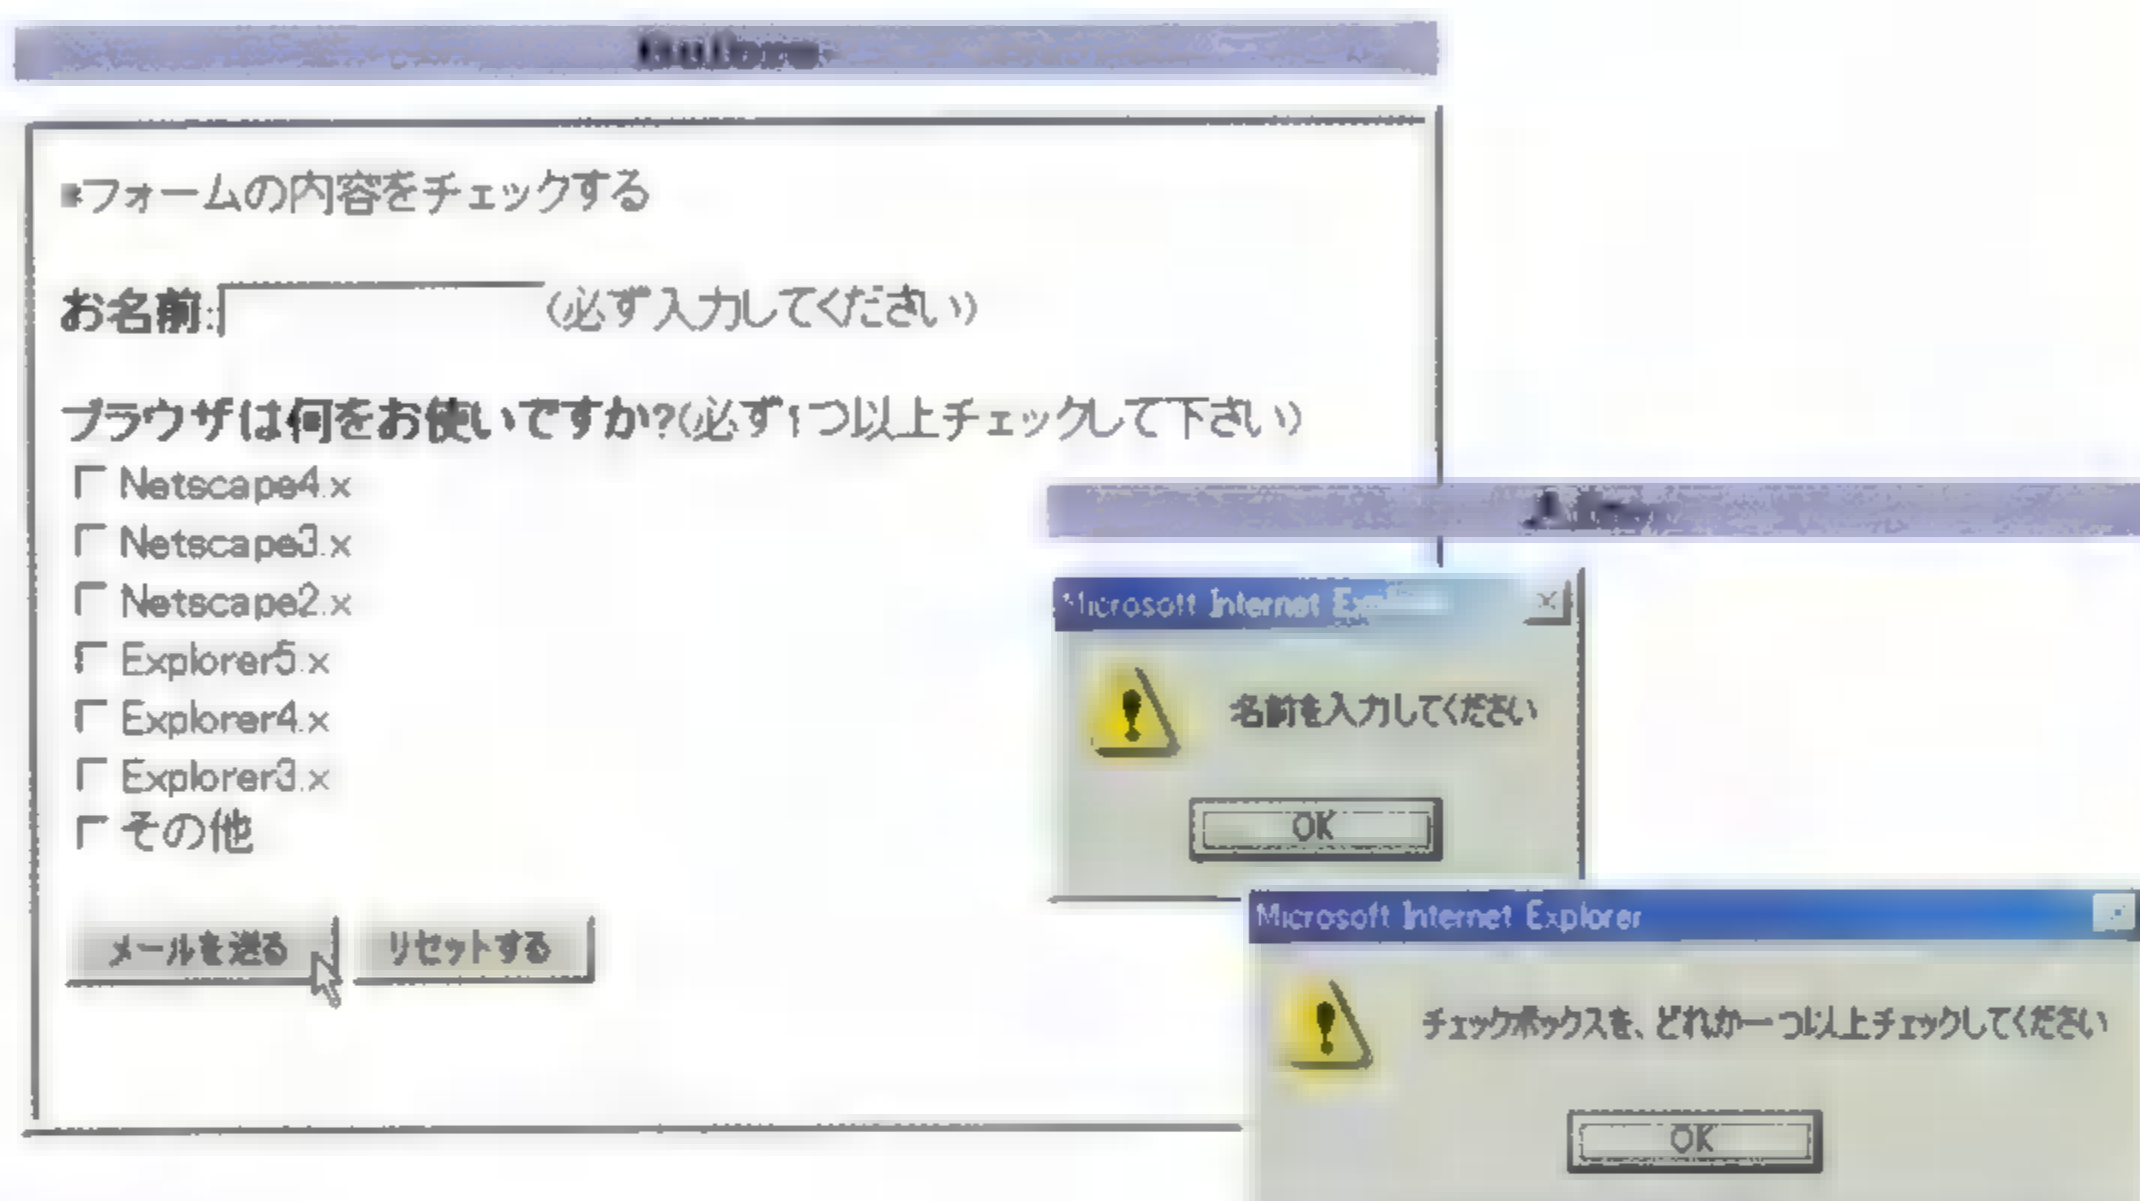 フォームの内容をチェックする
お名前:(必ず入力してください)
ブラウザは何をお使いですか?(必ず1つ以上チェックして下さい)
Netscape4.x
Netscape3.x
Netscape2.x
Explorer5.x
Explorer4.x
Explorer3.x
その他
メールを送る リセットする
Before
Microsoft Internet
名前を入力してください
OK
Microsoft Internet Explorer
チェックボックスを、どれか一つ以上チェックしてください
OK